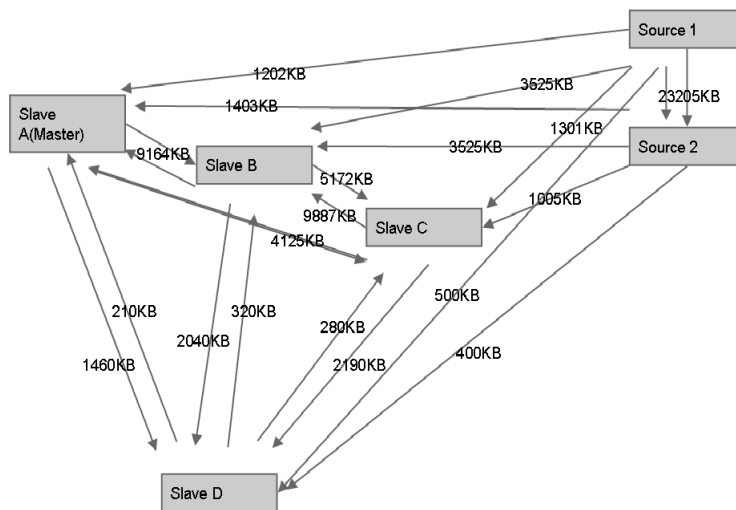 Source 1
1202KB
3525KB
23205KB
1403KB
1301KB
Slave
A(Master)
Source 2
9164KB
Slave B
3525KB
5172KB
1005KB
9887KB
Slave C
4125KB
500KB
210KB
320KB
280KB
2040KB
2190KB
400KB
1460KB
Slave D